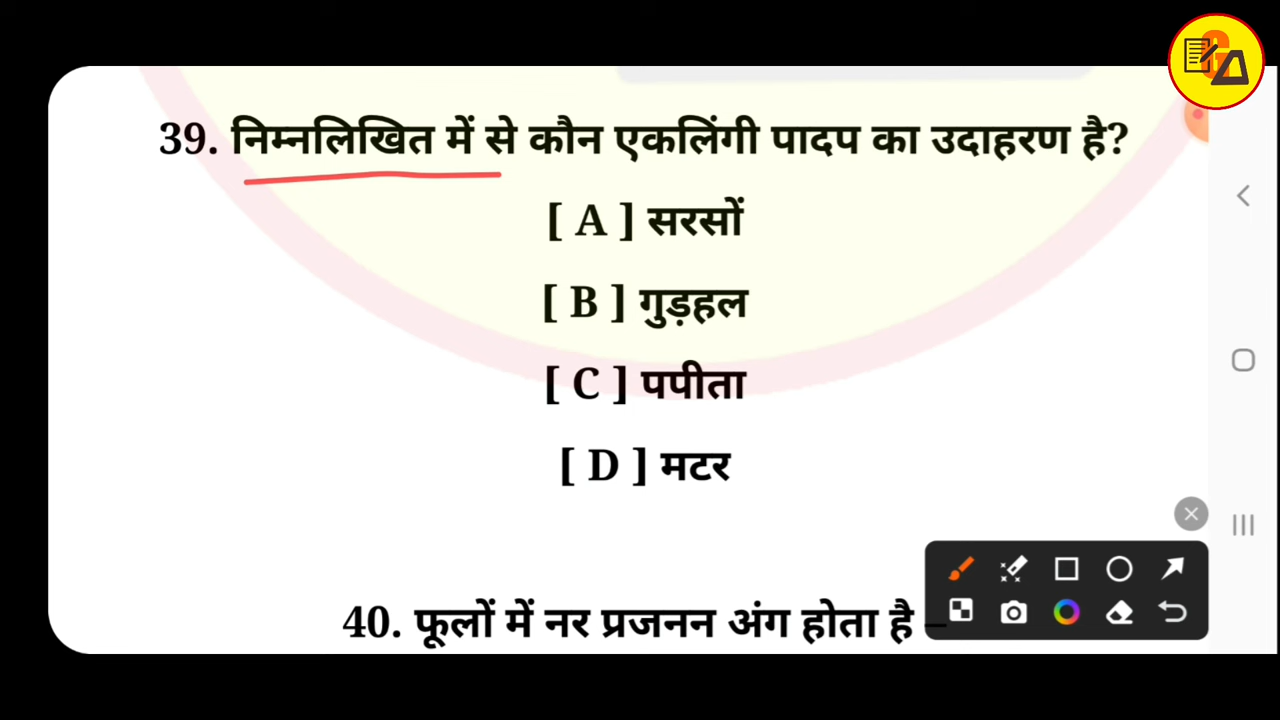 39. निम्नलिखित में से कौन एकलिंगी पादप का उदाहरण है?
[ A ] सरसों
[ B ] गुड़हल
[ C ] पपीता
[ D ] मटर
40. फूलों में नर प्रजनन अंग होता है –